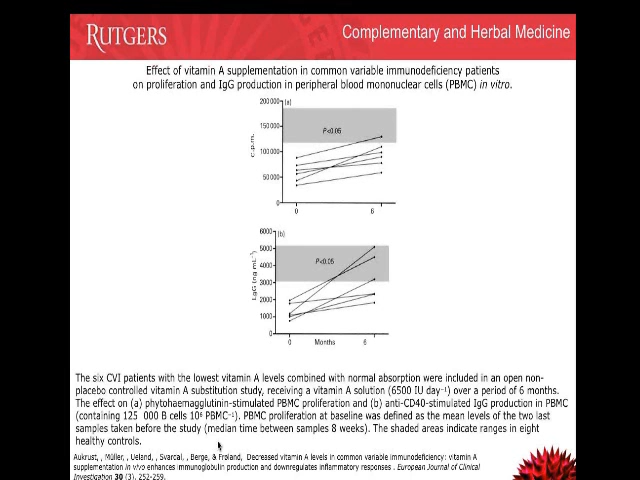 RUTGERS
Complementary and Herbal Medicine
Effect of vitamin A supplementation in common variable immunodeficiency patients
on proliferation and IgG production in peripheral blood mononuclear cells (PBMC) in vitro.
200 000
(a)
150 000
P<0.05
c.p.m.
100 000
50 000
0
0
6
6000
(b)
5000
P<0.05
4000
IgG (ng mL⁻¹)
3000
2000
1000
0
0 Months 6
The six CVI patients with the lowest vitamin A levels combined with normal absorption were included in an open non-
placebo controlled vitamin A substitution study, receiving a vitamin A solution (6500 IU day⁻¹) over a period of 6 months.
The effect on (a) phytohaemagglutinin-stimulated PBMC proliferation and (b) anti-CD40-stimulated IgG production in PBMC
(containing 125 000 B cells 10⁶ PBMC⁻¹). PBMC proliferation at baseline was defined as the mean levels of the two last
samples taken before the study (median time between samples 8 weeks). The shaded areas indicate ranges in eight
healthy controls.
Aukrust, , Müller, , Ueland, , Svarcal, , Berge, & Frøland, Decreased vitamin A levels in common variable immunodeficiency: vitamin A
supplementation in vivo enhances immunoglobulin production and downregulates inflammatory responses . European Journal of Clinical
Investigation 30 (3), 252-259.